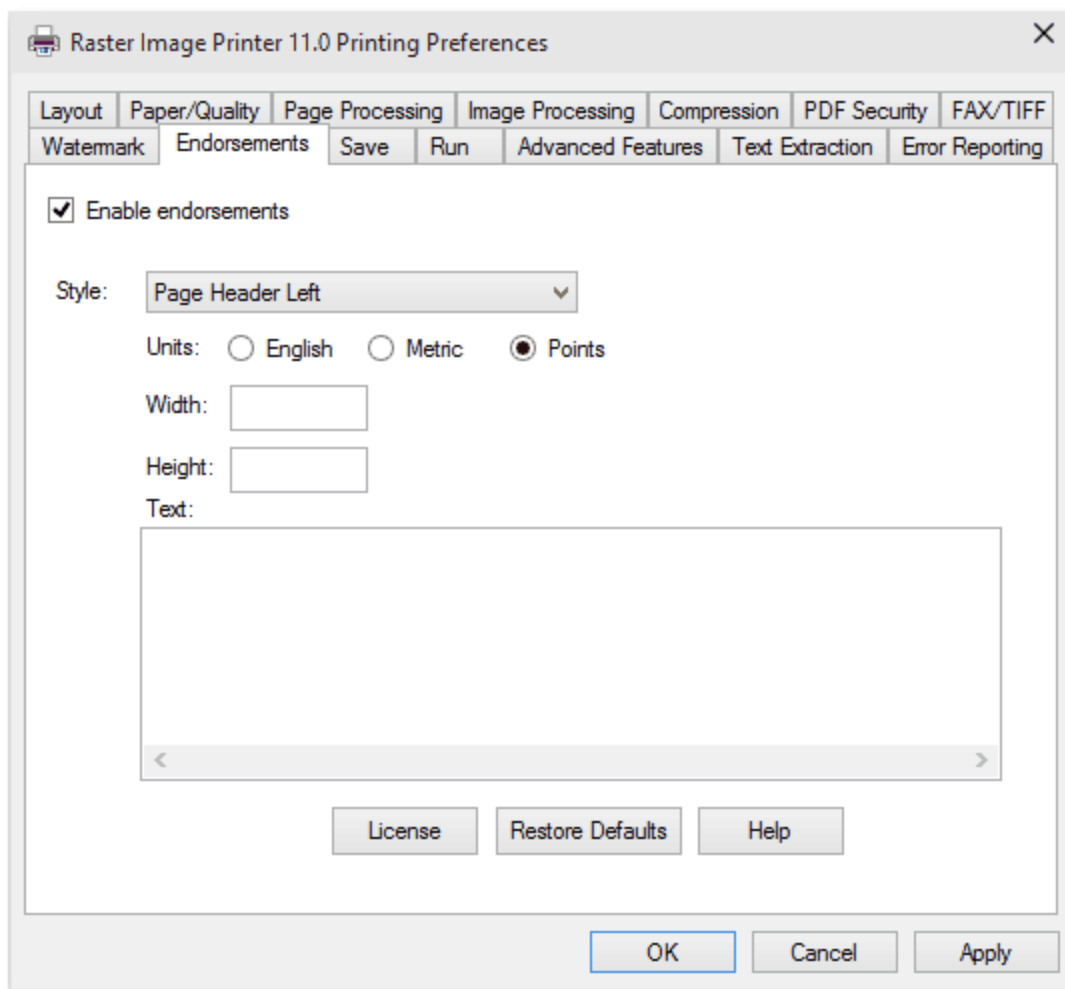 Raster Image Printer 11.0 Printing Preferences
Layout Paper/Quality Page Processing Image Processing Compression PDF Security FAX/TIFF
Watermark Endorsements Save Run Advanced Features Text Extraction Error Reporting
Enable endorsements
Style: Page Header Left
Units: English Metric Points
Width:
Height:
Text:
License Restore Defaults Help
OK Cancel Apply